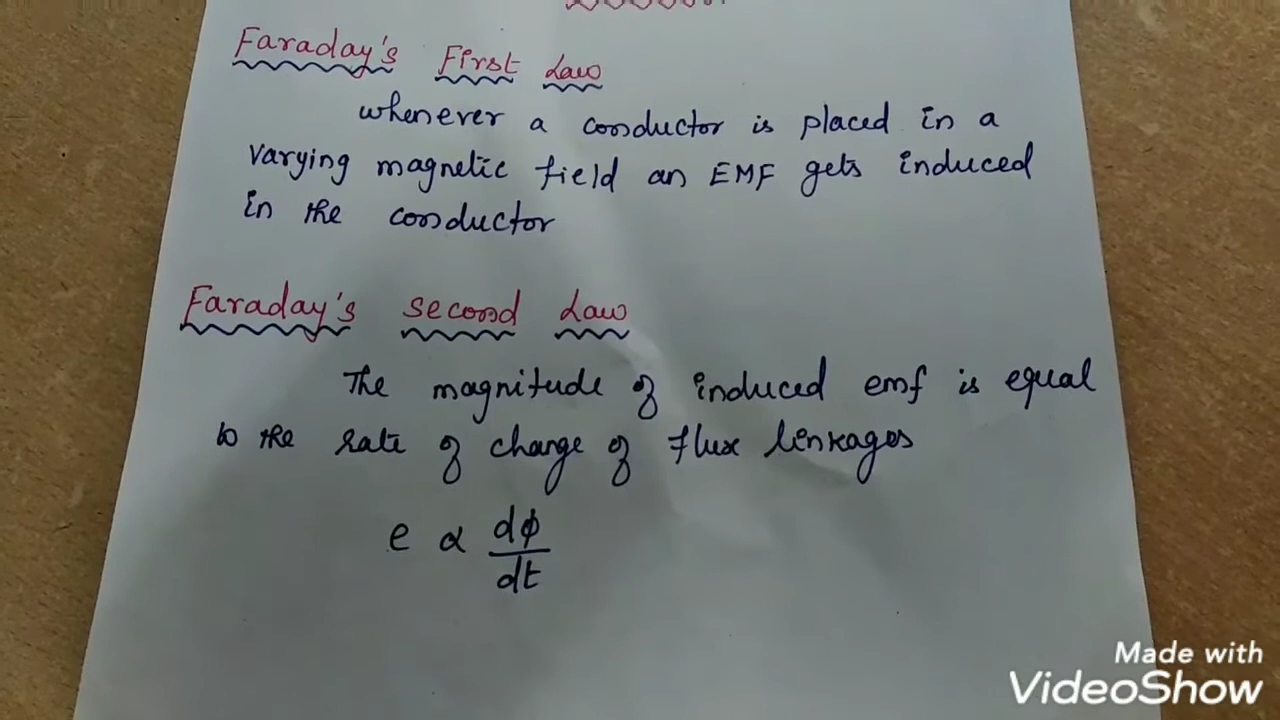 Faraday's First Law
whenever a conductor is placed in a
varying magnetic field an EMF gets induced
in the conductor
Faraday's second Law
The magnitude of induced emf is equal
to the rate of change of flux linkages
e ∝ dϕ/dt
Made with
VideoShow